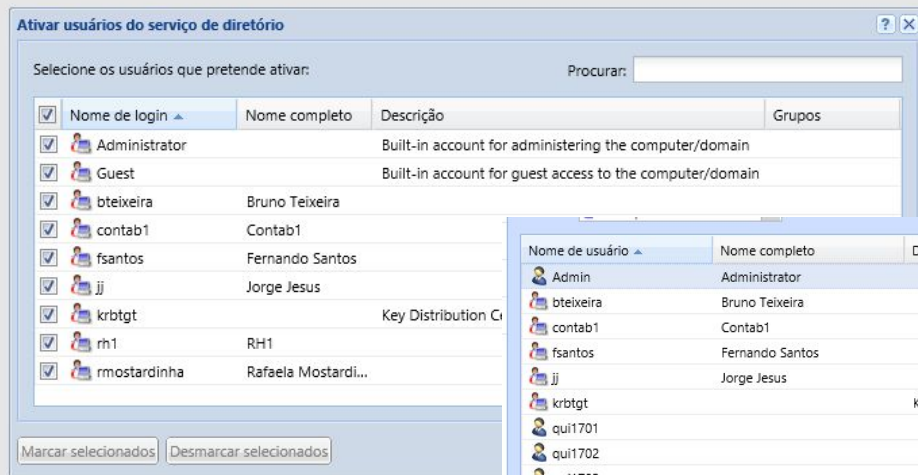 Ativar usuários do serviço de diretório
Selecione os usuários que pretende ativar:
Procurar:
Nome de login Nome completo Descrição Grupos
Administrator Built-in account for administering the computer/domain
Guest Built-in account for guest access to the computer/domain
bteixeira Bruno Teixeira
contab1 Contab1
fsantos Fernando Santos
jj Jorge Jesus
krbtgt Key Distribution
rh1 RH1
rmostardinha Rafaela Mostardi...
Marcar selecionados Desmarcar selecionados
Nome de usuário Nome completo
Admin Administrator
bteixeira Bruno Teixeira
contab1 Contab1
fsantos Fernando Santos
jj Jorge Jesus
krbtgt
qui1701
qui1702